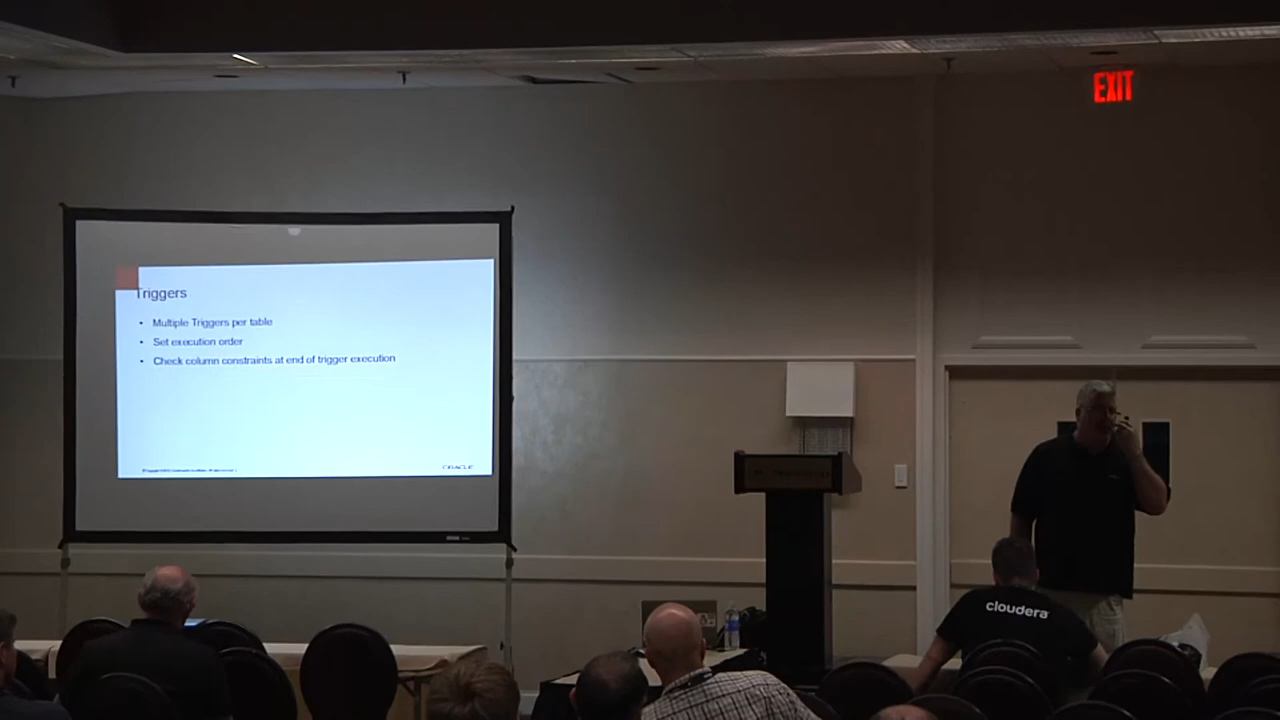 EXIT
Triggers
• Multiple Triggers per table
• Set execution order
• Check column constraints at end of trigger execution
ORACLE
cloudera